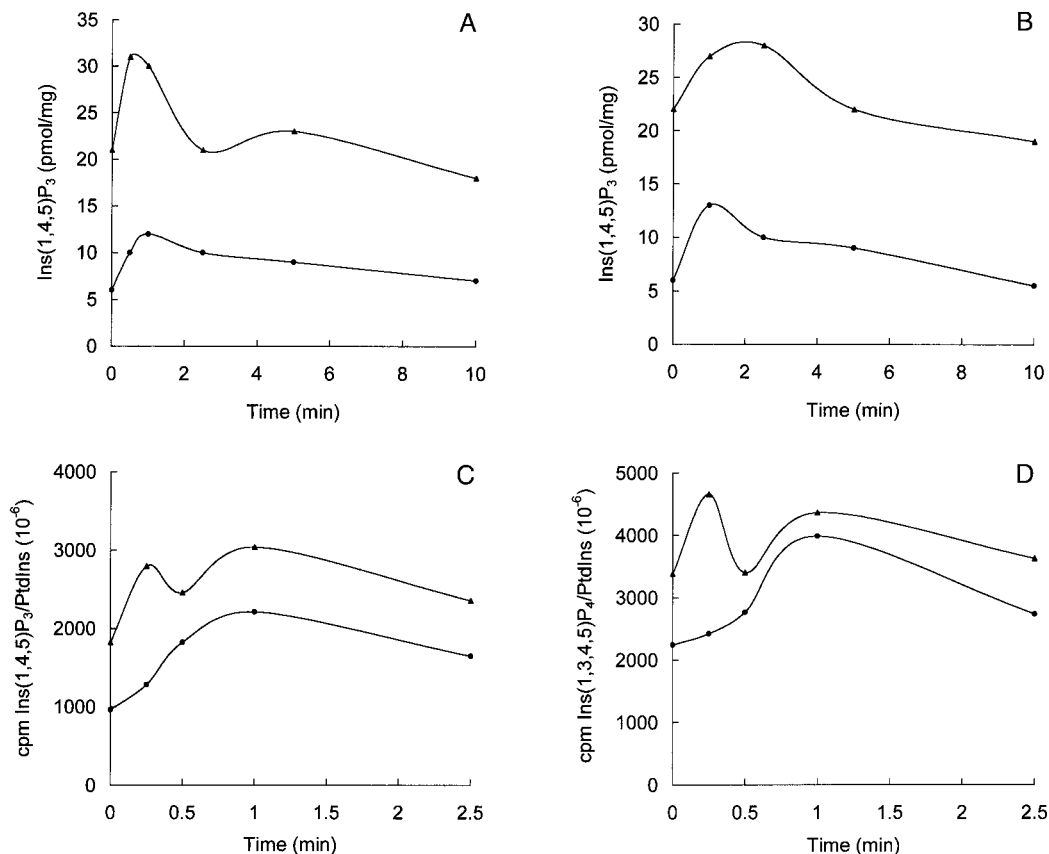 A
Ins(1,4,5)P3 (pmol/mg)
35
30
25
20
15
10
5
0
0 2 4 6 8 10
Time (min)
B
Ins(1,4,5)P3 (pmol/mg)
30
25
20
15
10
5
0
0 2 4 6 8 10
Time (min)
C
cpm Ins(1,4,5)P3/PtdIns (10-6)
4000
3000
2000
1000
0
0 0.5 1 1.5 2 2.5
Time (min)
D
cpm Ins(1,3,4,5)P4/PtdIns (10-6)
5000
4000
3000
2000
1000
0
0 0.5 1 1.5 2 2.5
Time (min)